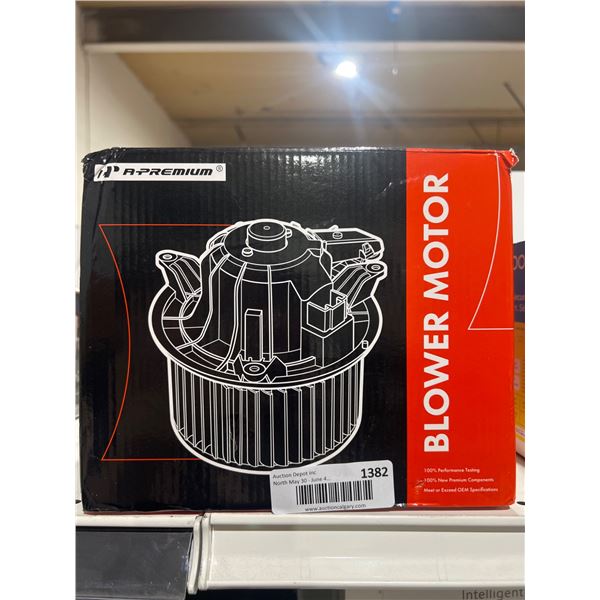 A-PREMIUM®
BLOWER MOTOR
100% Performance Testing
100% New Premium Components
Meet or Exceed OEM Specifications
Auction Depot Inc
North May 30 - June 4...
1382
www.auctioncalgary.com
Intelligent